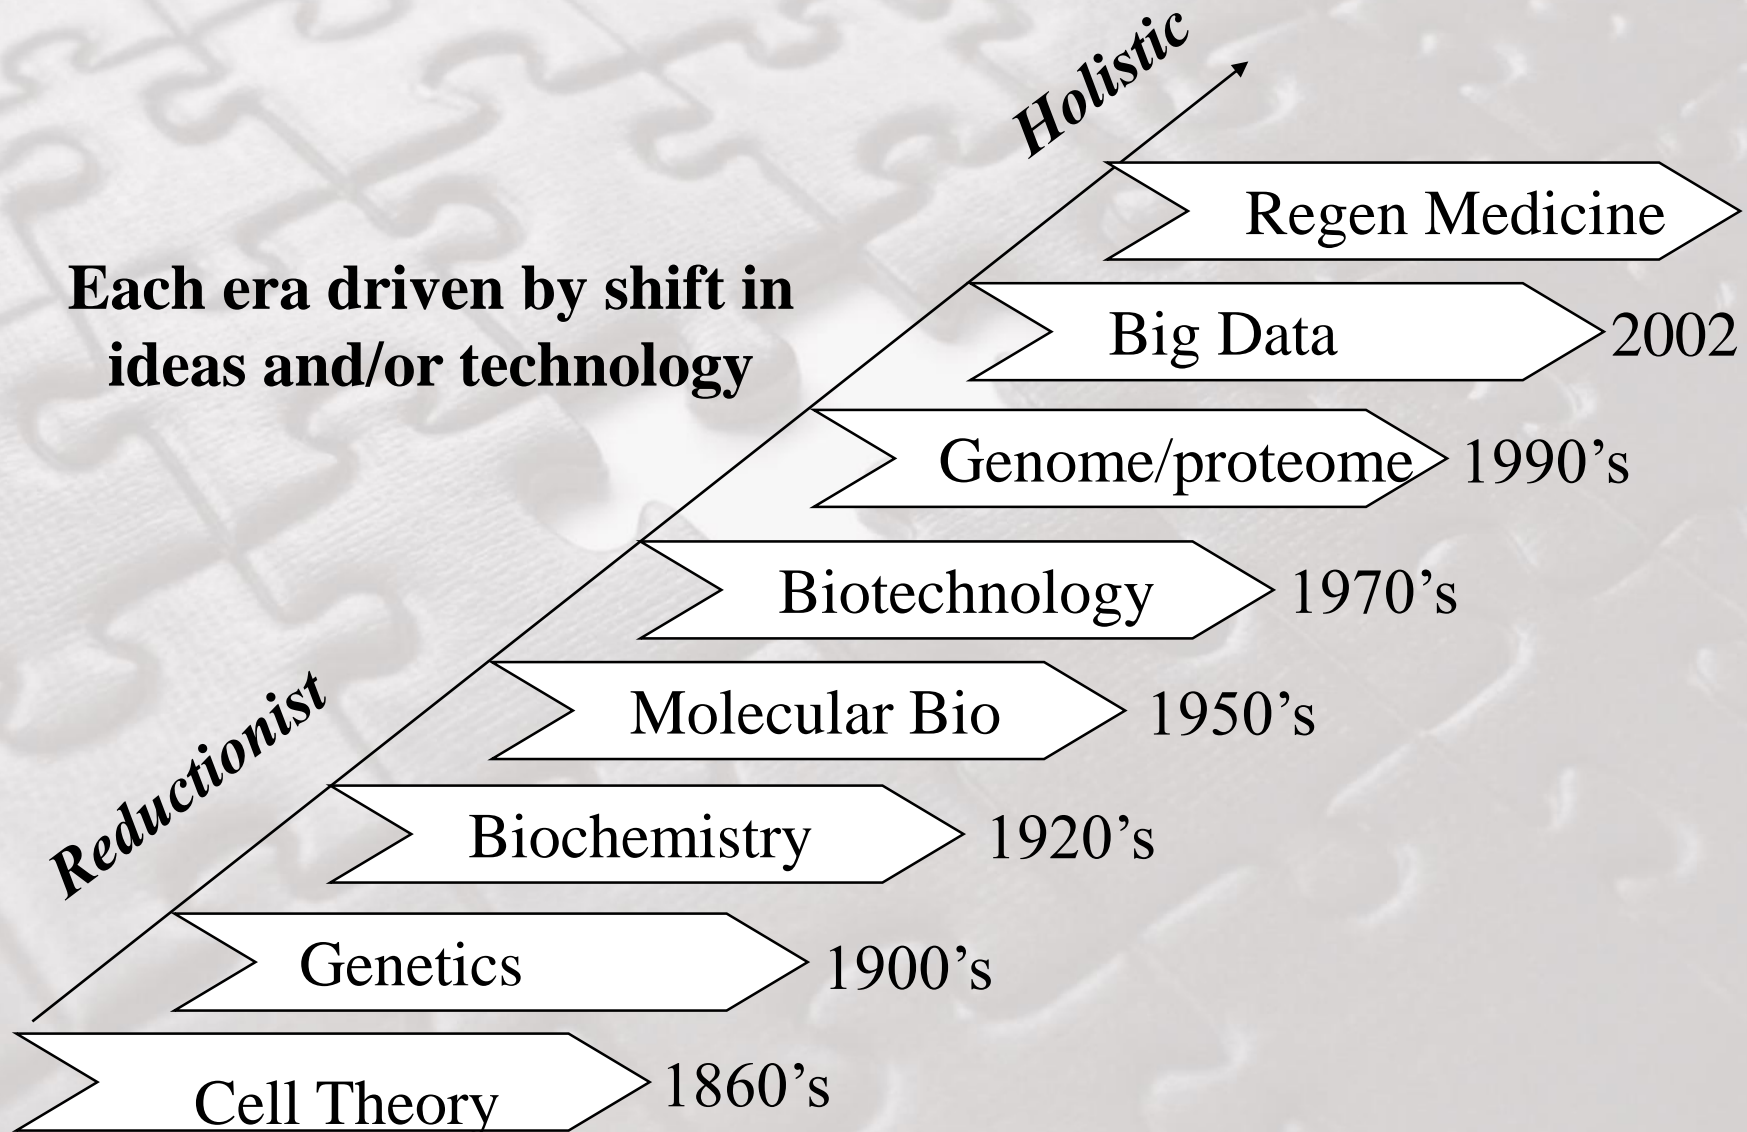 Holistic
Regen Medicine
Each era driven by shift in
ideas and/or technology
Big Data 2002
Genome/proteome 1990’s
Biotechnology 1970’s
Molecular Bio 1950’s
Reductionist
Biochemistry 1920’s
Genetics 1900’s
Cell Theory 1860’s